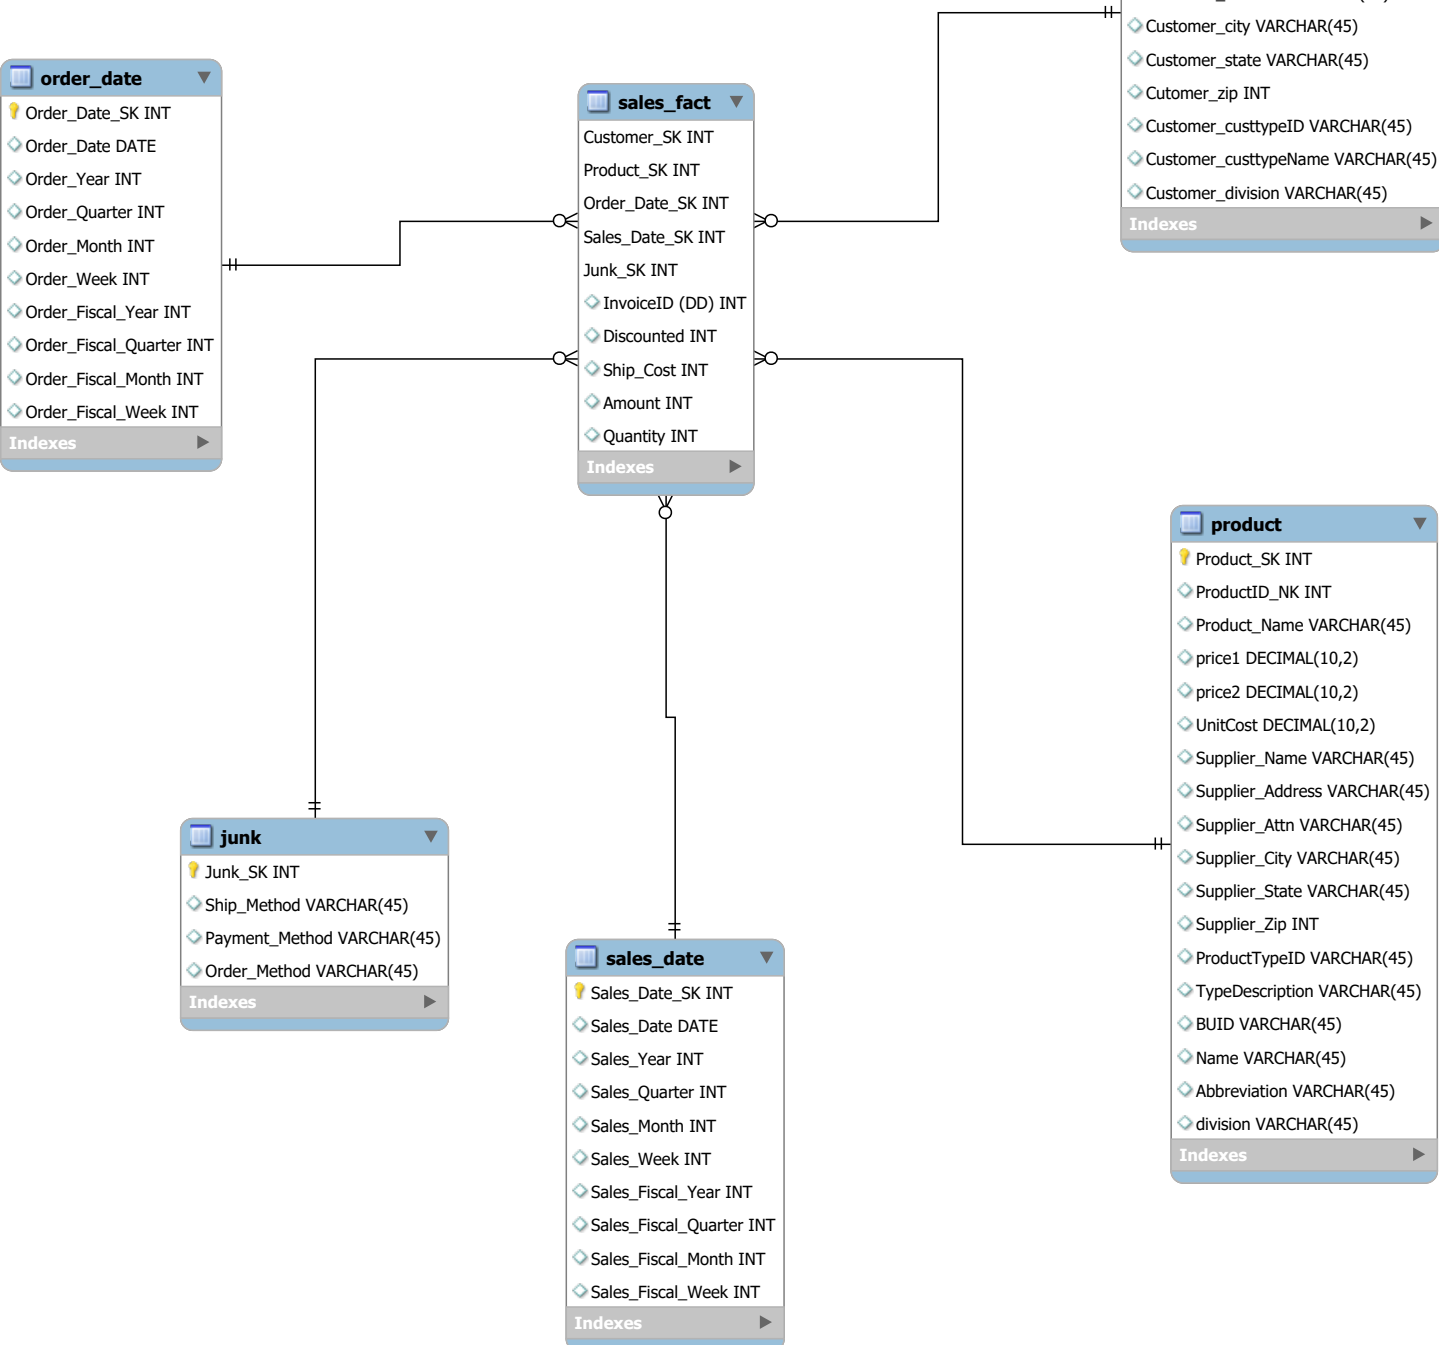 order_date
Order_Date_SK INT
Order_Date DATE
Order_Year INT
Order_Quarter INT
Order_Month INT
Order_Week INT
Order_Fiscal_Year INT
Order_Fiscal_Quarter INT
Order_Fiscal_Month INT
Order_Fiscal_Week INT
Indexes
sales_fact
Customer_SK INT
Product_SK INT
Order_Date_SK INT
Sales_Date_SK INT
Junk_SK INT
InvoiceID (DD) INT
Discounted INT
Ship_Cost INT
Amount INT
Quantity INT
Indexes
Customer_city VARCHAR(45)
Customer_state VARCHAR(45)
Cutomer_zip INT
Customer_custtypeID VARCHAR(45)
Customer_custtypeName VARCHAR(45)
Customer_division VARCHAR(45)
Indexes
product
Product_SK INT
ProductID_NK INT
Product_Name VARCHAR(45)
price1 DECIMAL(10,2)
price2 DECIMAL(10,2)
UnitCost DECIMAL(10,2)
Supplier_Name VARCHAR(45)
Supplier_Address VARCHAR(45)
Supplier_Attn VARCHAR(45)
Supplier_City VARCHAR(45)
Supplier_State VARCHAR(45)
Supplier_Zip INT
ProductTypeID VARCHAR(45)
TypeDescription VARCHAR(45)
BUID VARCHAR(45)
Name VARCHAR(45)
Abbreviation VARCHAR(45)
division VARCHAR(45)
Indexes
junk
Junk_SK INT
Ship_Method VARCHAR(45)
Payment_Method VARCHAR(45)
Order_Method VARCHAR(45)
Indexes
sales_date
Sales_Date_SK INT
Sales_Date DATE
Sales_Year INT
Sales_Quarter INT
Sales_Month INT
Sales_Week INT
Sales_Fiscal_Year INT
Sales_Fiscal_Quarter INT
Sales_Fiscal_Month INT
Sales_Fiscal_Week INT
Indexes